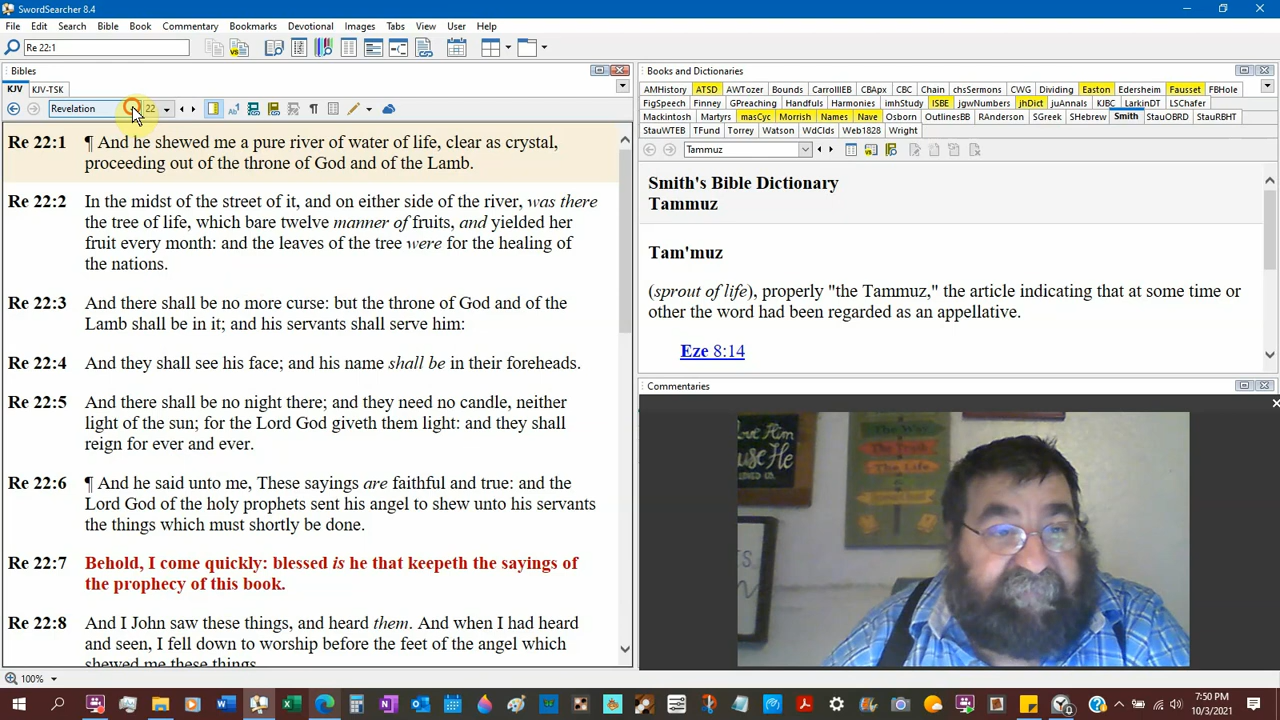 SwordSearcher 8.4
File Edit Search Bible Book Commentary Bookmarks Devotional Images Tabs View User Help
Re 22:1
Bibles
KJV KJV-TSK
Revelation 22
Re 22:1 ¶ And he shewed me a pure river of water of life, clear as crystal,
proceeding out of the throne of God and of the Lamb.
Re 22:2 In the midst of the street of it, and on either side of the river, was there
the tree of life, which bare twelve manner of fruits, and yielded her
fruit every month: and the leaves of the tree were for the healing of
the nations.
Re 22:3 And there shall be no more curse: but the throne of God and of the
Lamb shall be in it; and his servants shall serve him:
Re 22:4 And they shall see his face; and his name shall be in their foreheads.
Re 22:5 And there shall be no night there; and they need no candle, neither
light of the sun; for the Lord God giveth them light: and they shall
reign for ever and ever.
Re 22:6 ¶ And he said unto me, These sayings are faithful and true: and the
Lord God of the holy prophets sent his angel to shew unto his servants
the things which must shortly be done.
Re 22:7 Behold, I come quickly: blessed is he that keepeth the sayings of
the prophecy of this book.
Re 22:8 And I John saw these things, and heard them. And when I had heard
and seen, I fell down to worship before the feet of the angel which
shewed me these things.
100%
Books and Dictionaries
AMHistory ATSD AWTozer Bounds CarrollIEB CBApx CBC Chain chsSermons CWG Dividing Easton Edersheim Fausset FBHole
FigSpeech Finney GPreaching Handfuls Harmonies imhStudy ISBE jgwNumbers jhDict juAnnals KJBC LarkinDT LSChafer
Mackintosh Martyrs masCyc Morrish Names Nave Osborn OutlinesBB RAnderson SGreek SHebrew Smith StauOBRD StauRBHT
StauWTEB TFund Torrey Watson WdClds Web1828 Wright
Tammuz
Smith's Bible Dictionary
Tammuz
Tam'muz
(sprout of life), properly "the Tammuz," the article indicating that at some time or
other the word had been regarded as an appellative.
Eze 8:14
Commentaries
The Way
The Truth
The Life
7:50 PM
10/3/2021